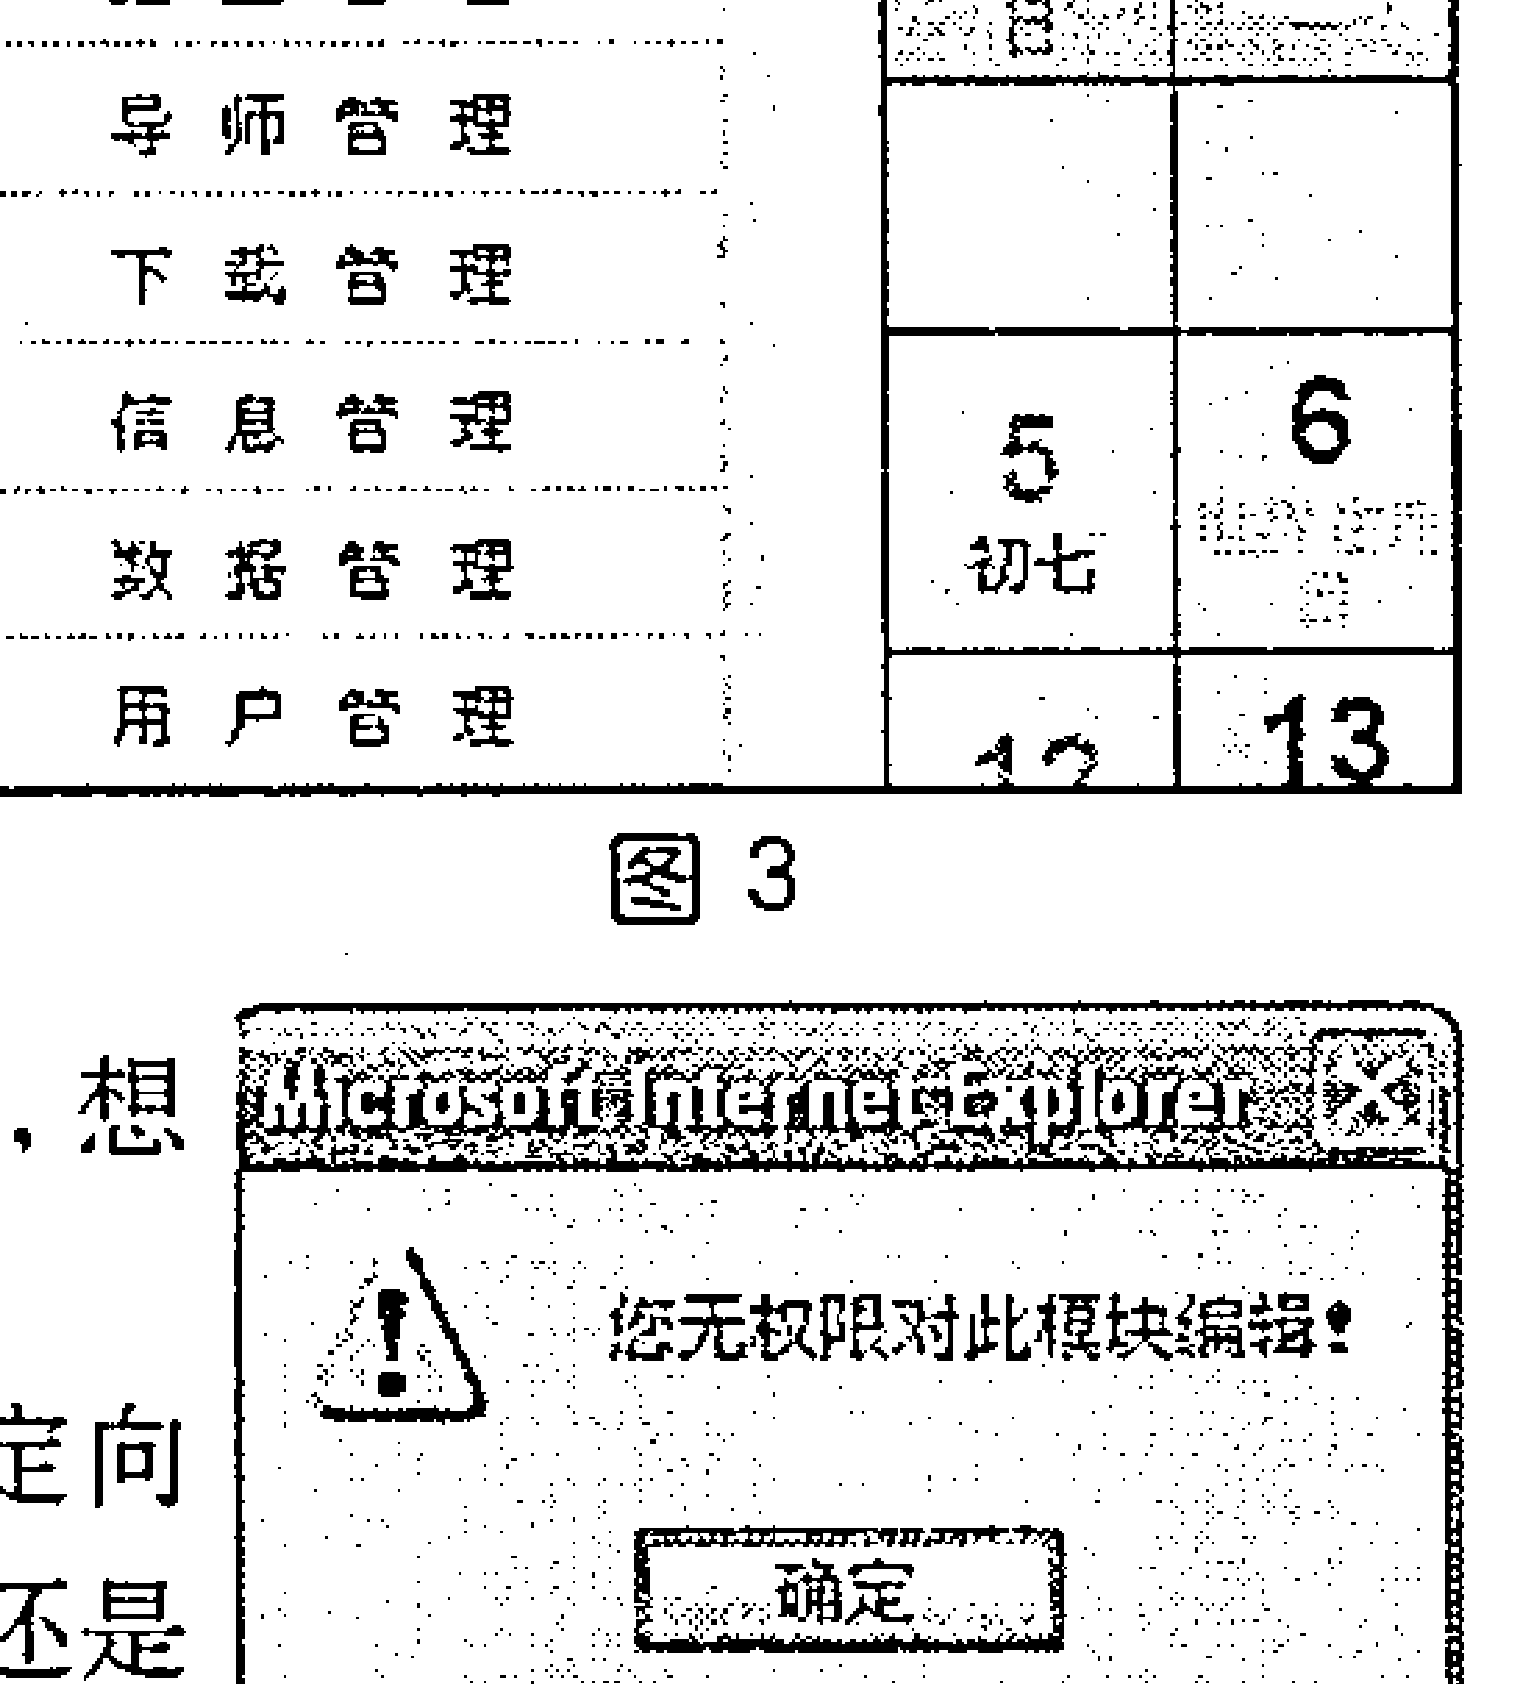 导师管理
下载管理
信息管理
数据管理
用户管理
日
5
初七
6
12
13
图 3
，想
定向
还是
Microsoft Internet Explorer
您无权限对此模块编辑！
确定